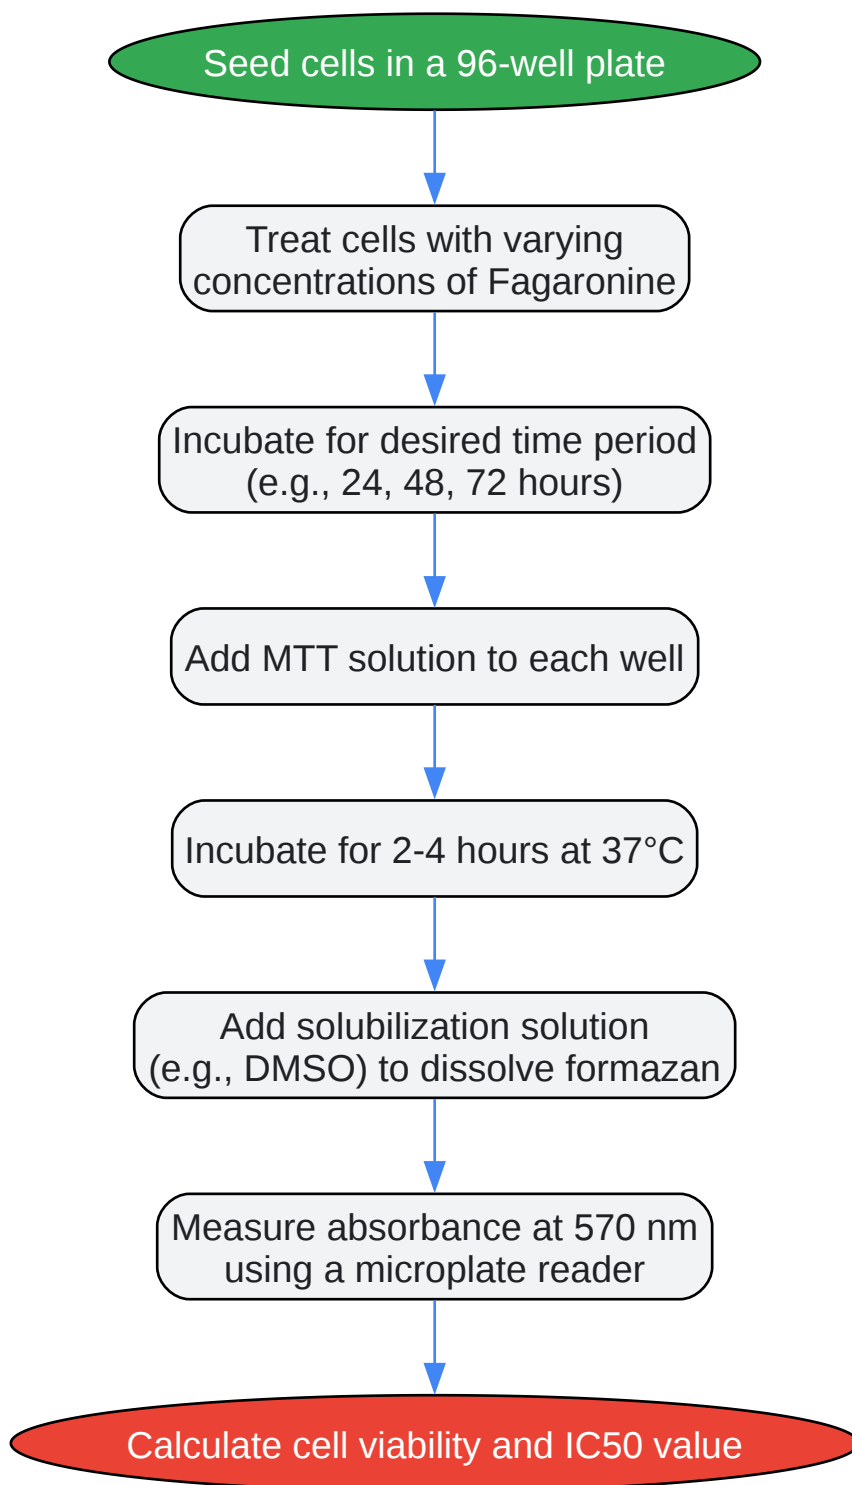 Seed cells in a 96-well plate
Treat cells with varying
concentrations of Fagaronine
Incubate for desired time period
(e.g., 24, 48, 72 hours)
Add MTT solution to each well
Incubate for 2-4 hours at 37°C
Add solubilization solution
(e.g., DMSO) to dissolve formazan
Measure absorbance at 570 nm
using a microplate reader
Calculate cell viability and IC50 value